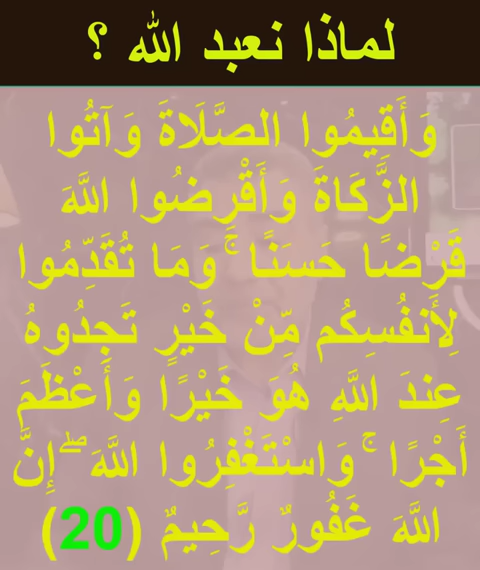 لماذا نعبد الله ؟
وَأَقِيمُوا الصَّلَاةَ وَآتُوا
الزَّكَاةَ وَأَقْرِضُوا اللَّهَ
قَرْضًا حَسَنًا ۚ وَمَا تُقَدِّمُوا
لِأَنفُسِكُم مِّنْ خَيْرٍ تَجِدُوهُ
عِندَ اللَّهِ هُوَ خَيْرًا وَأَعْظَمَ
أَجْرًا ۚ وَاسْتَغْفِرُوا اللَّهَ ۖ إِنَّ
اللَّهَ غَفُورٌ رَّحِيمٌ (20)